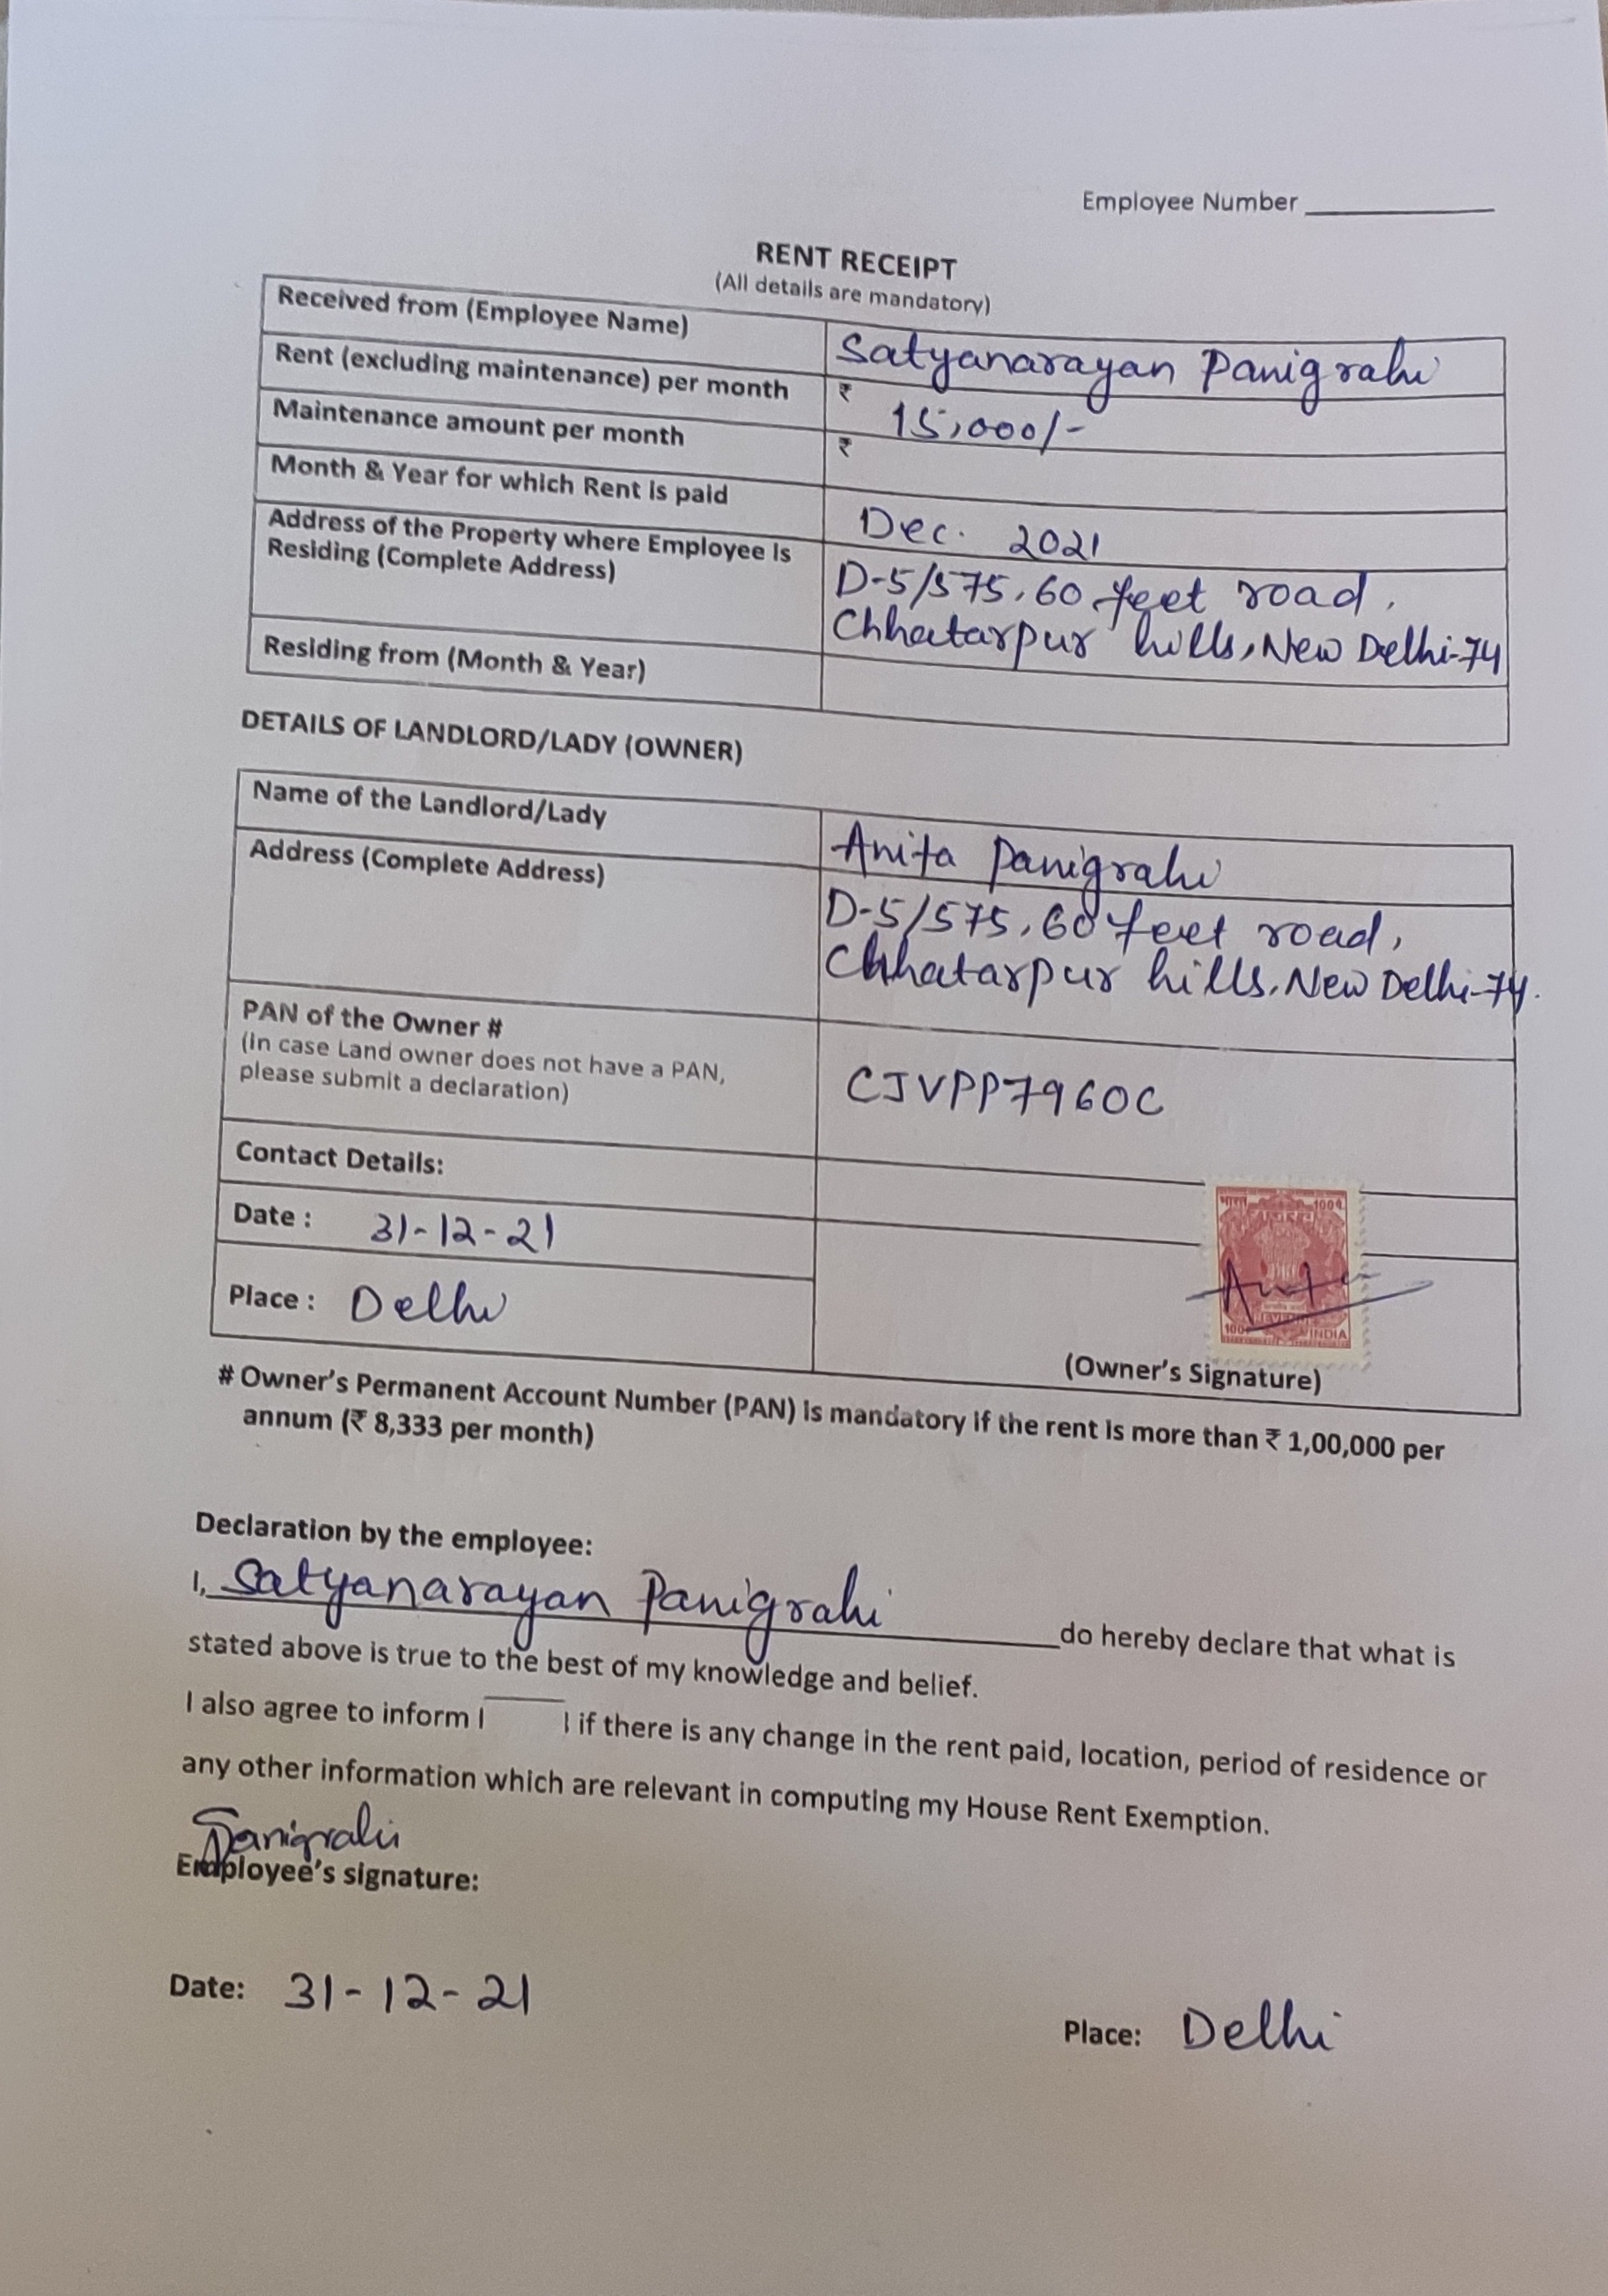 Employee Number
RENT RECEIPT
(All details are mandatory)
Received from (Employee Name) Satyanarayan Panigrahi
Rent (excluding maintenance) per month ₹ 15,000/-
Maintenance amount per month ₹
Month & Year for which Rent is paid Dec. 2021
Address of the Property where Employee is
Residing (Complete Address)
D-5/575, 60 feet road,
Chhatarpur hills, New Delhi-74
Residing from (Month & Year)
DETAILS OF LANDLORD/LADY (OWNER)
Name of the Landlord/Lady Anita Panigrahi
Address (Complete Address)
D-5/575, 60 feet road,
Chhatarpur hills, New Delhi-74.
PAN of the Owner #
(in case Land owner does not have a PAN,
please submit a declaration)
CJVPP7960C
Contact Details:
Date : 31-12-21
Place : Delhi
भारत 100
INDIA
(Owner's Signature)
# Owner's Permanent Account Number (PAN) is mandatory if the rent is more than ₹ 1,00,000 per
annum (₹ 8,333 per month)
Declaration by the employee:
I, Satyanarayan Panigrahi do hereby declare that what is
stated above is true to the best of my knowledge and belief.
I also agree to inform if there is any change in the rent paid, location, period of residence or
any other information which are relevant in computing my House Rent Exemption.
Panigrahi
Employee's signature:
Date: 31-12-21
Place: Delhi